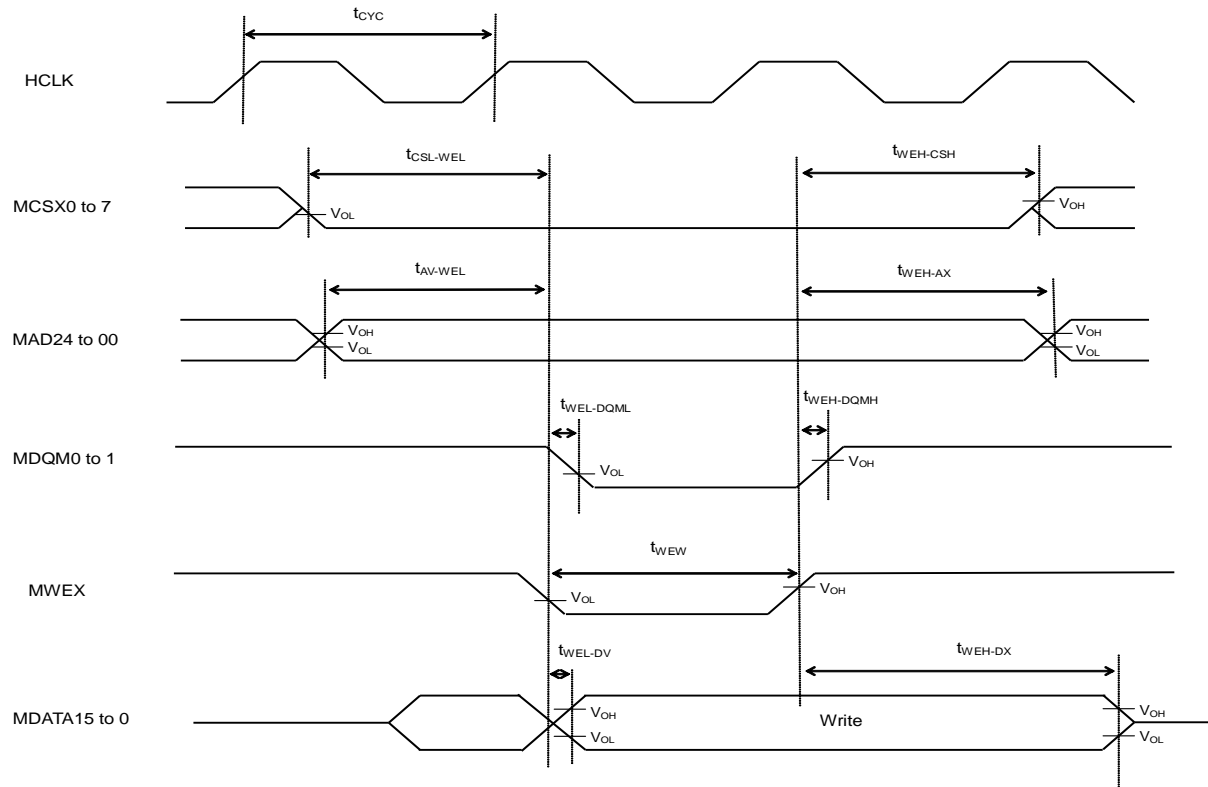 tCYC
HCLK
tCSL-WEL
tWEH-CSH
MCSX0 to 7
VOL
VOH
tAV-WEL
tWEH-AX
MAD24 to 00
VOH
VOH
VOL
VOL
tWEL-DQML
tWEH-DQMH
MDQM0 to 1
VOL
VOH
tWEW
MWEX
VOL
VOH
tWEL-DV
tWEH-DX
MDATA15 to 0
VOH
Write
VOH
VOL
VOL